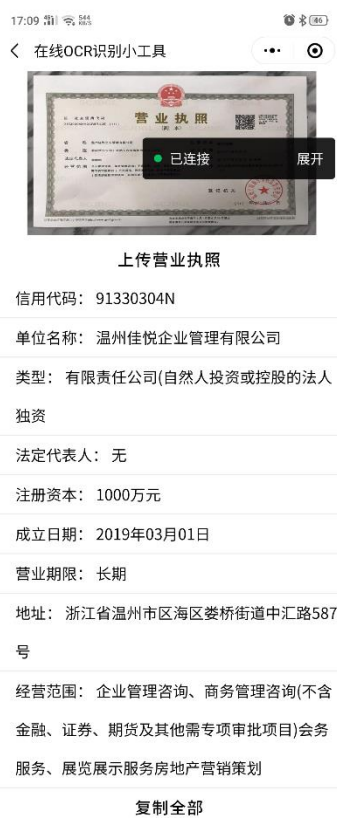 17:09
46
在线OCR识别小工具
营业执照
已连接 展开
上传营业执照
信用代码： 91330304N
单位名称： 温州佳悦企业管理有限公司
类型： 有限责任公司(自然人投资或控股的法人
独资
法定代表人： 无
注册资本： 1000万元
成立日期： 2019年03月01日
营业期限： 长期
地址： 浙江省温州市区海区娄桥街道中汇路587
号
经营范围： 企业管理咨询、商务管理咨询(不含
金融、证券、期货及其他需专项审批项目)会务
服务、展览展示服务房地产营销策划
复制全部